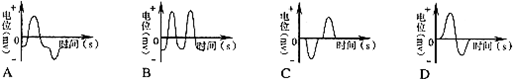 + 电位(mv) 0 - 时间(s) A
+ 电位(mv) 0 - 时间(s) B
+ 电位(mv) 0 - 时间(s) C
+ 电位(mv) 0 - 时间(s) D